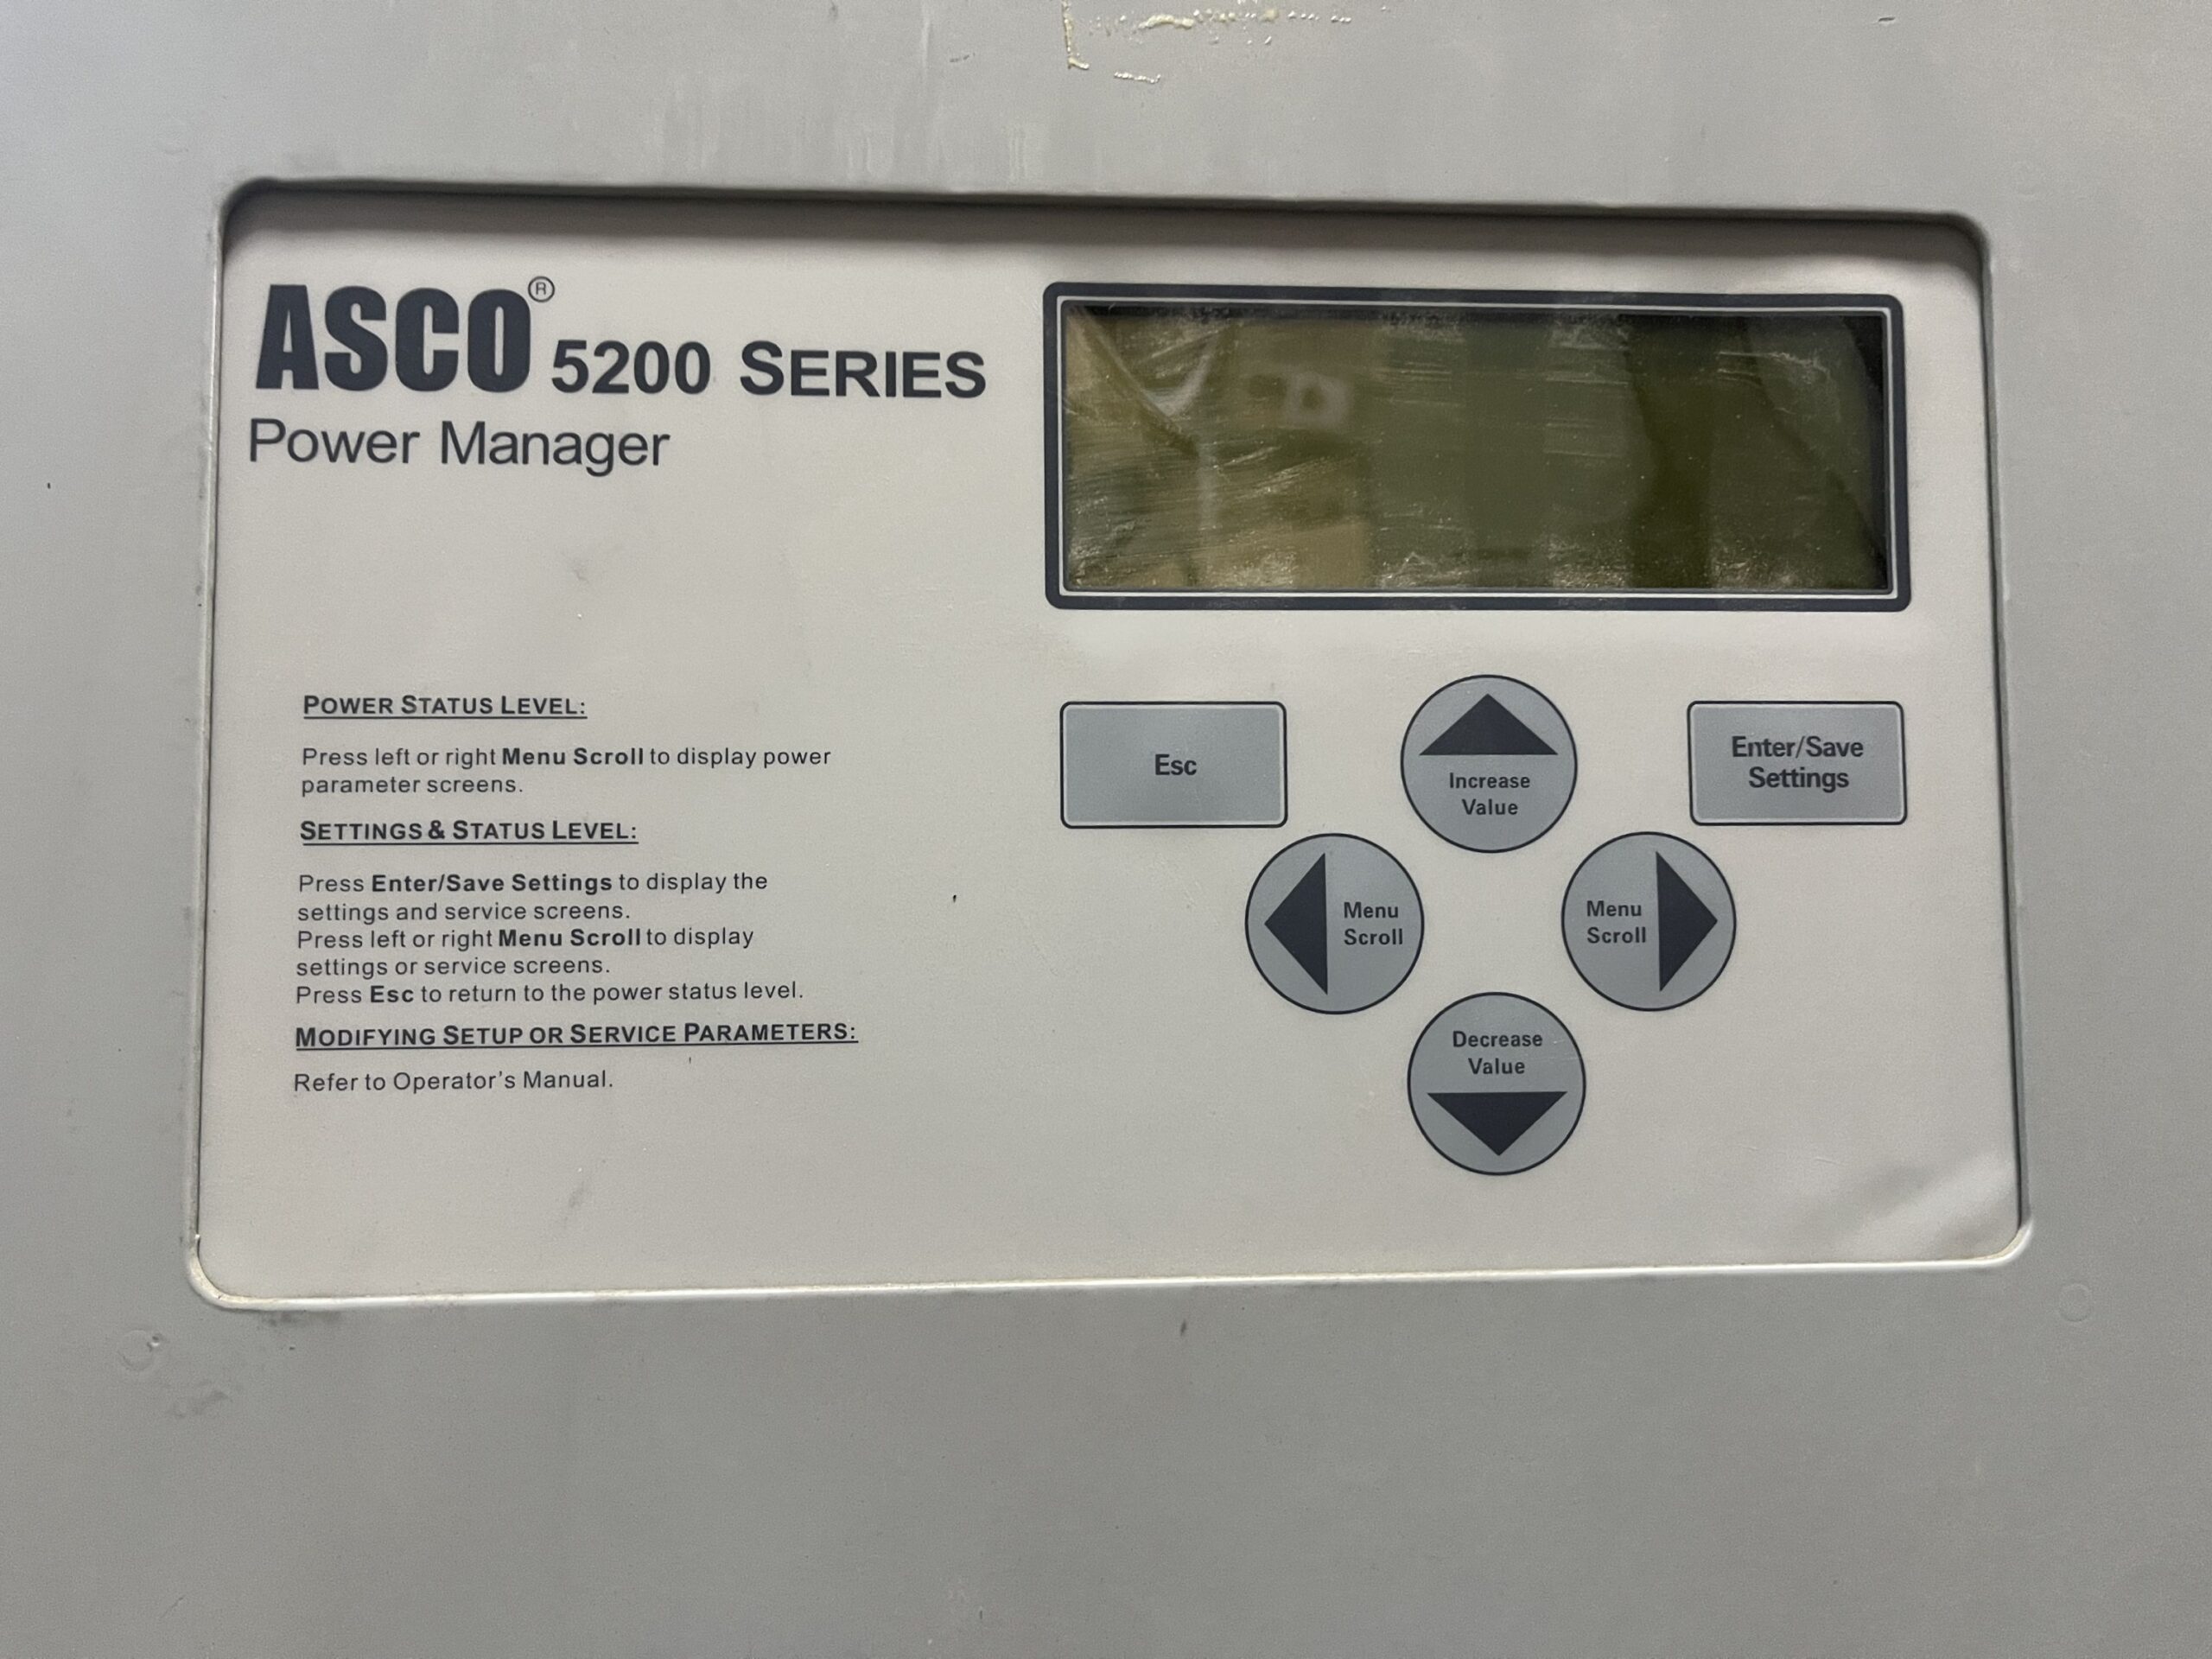 ASCO® 5200 SERIES
Power Manager
POWER STATUS LEVEL:
Press left or right Menu Scroll to display power
parameter screens.
SETTINGS & STATUS LEVEL:
Press Enter/Save Settings to display the
settings and service screens.
Press left or right Menu Scroll to display
settings or service screens.
Press Esc to return to the power status level.
MODIFYING SETUP OR SERVICE PARAMETERS:
Refer to Operator's Manual.
Esc
Increase
Value
Enter/Save
Settings
Menu
Scroll
Menu
Scroll
Decrease
Value